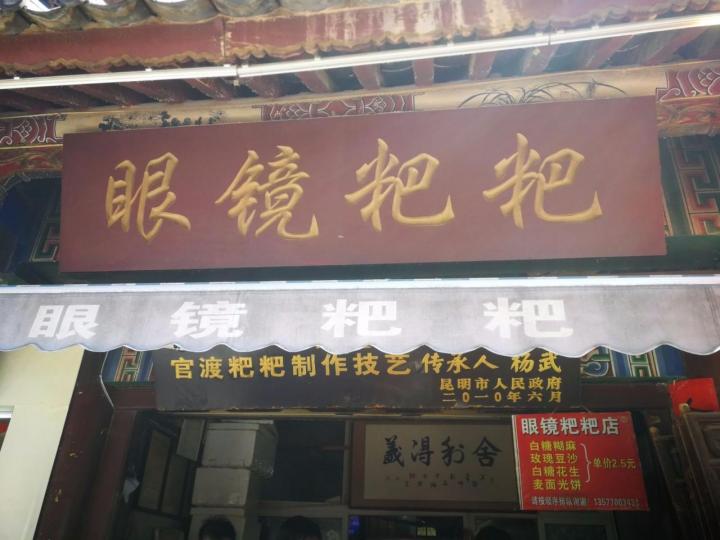 眼镜粑粑
眼镜粑粑
官渡粑粑制作技艺 传承人 杨武
昆明市人民政府
二〇一〇年六月
舍得
眼镜粑粑店
白糖糊麻
玫瑰豆沙
白糖花生
麦面光饼
单价2.5元